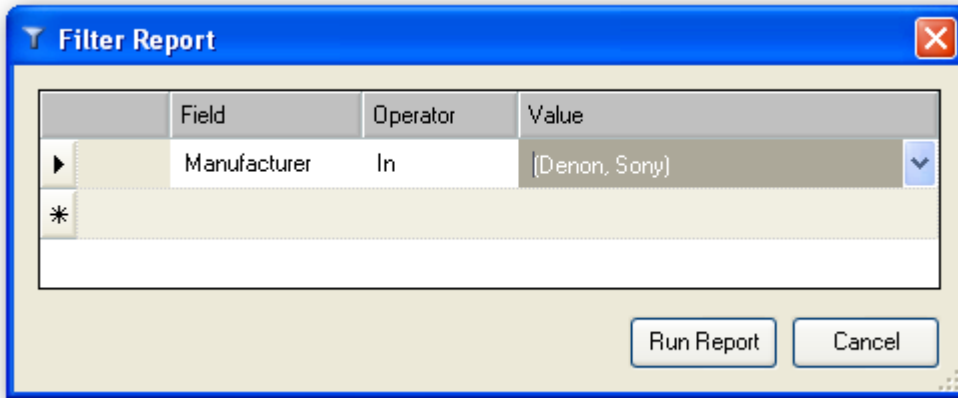 Filter Report
Field Operator Value
Manufacturer In (Denon, Sony)
Run Report Cancel